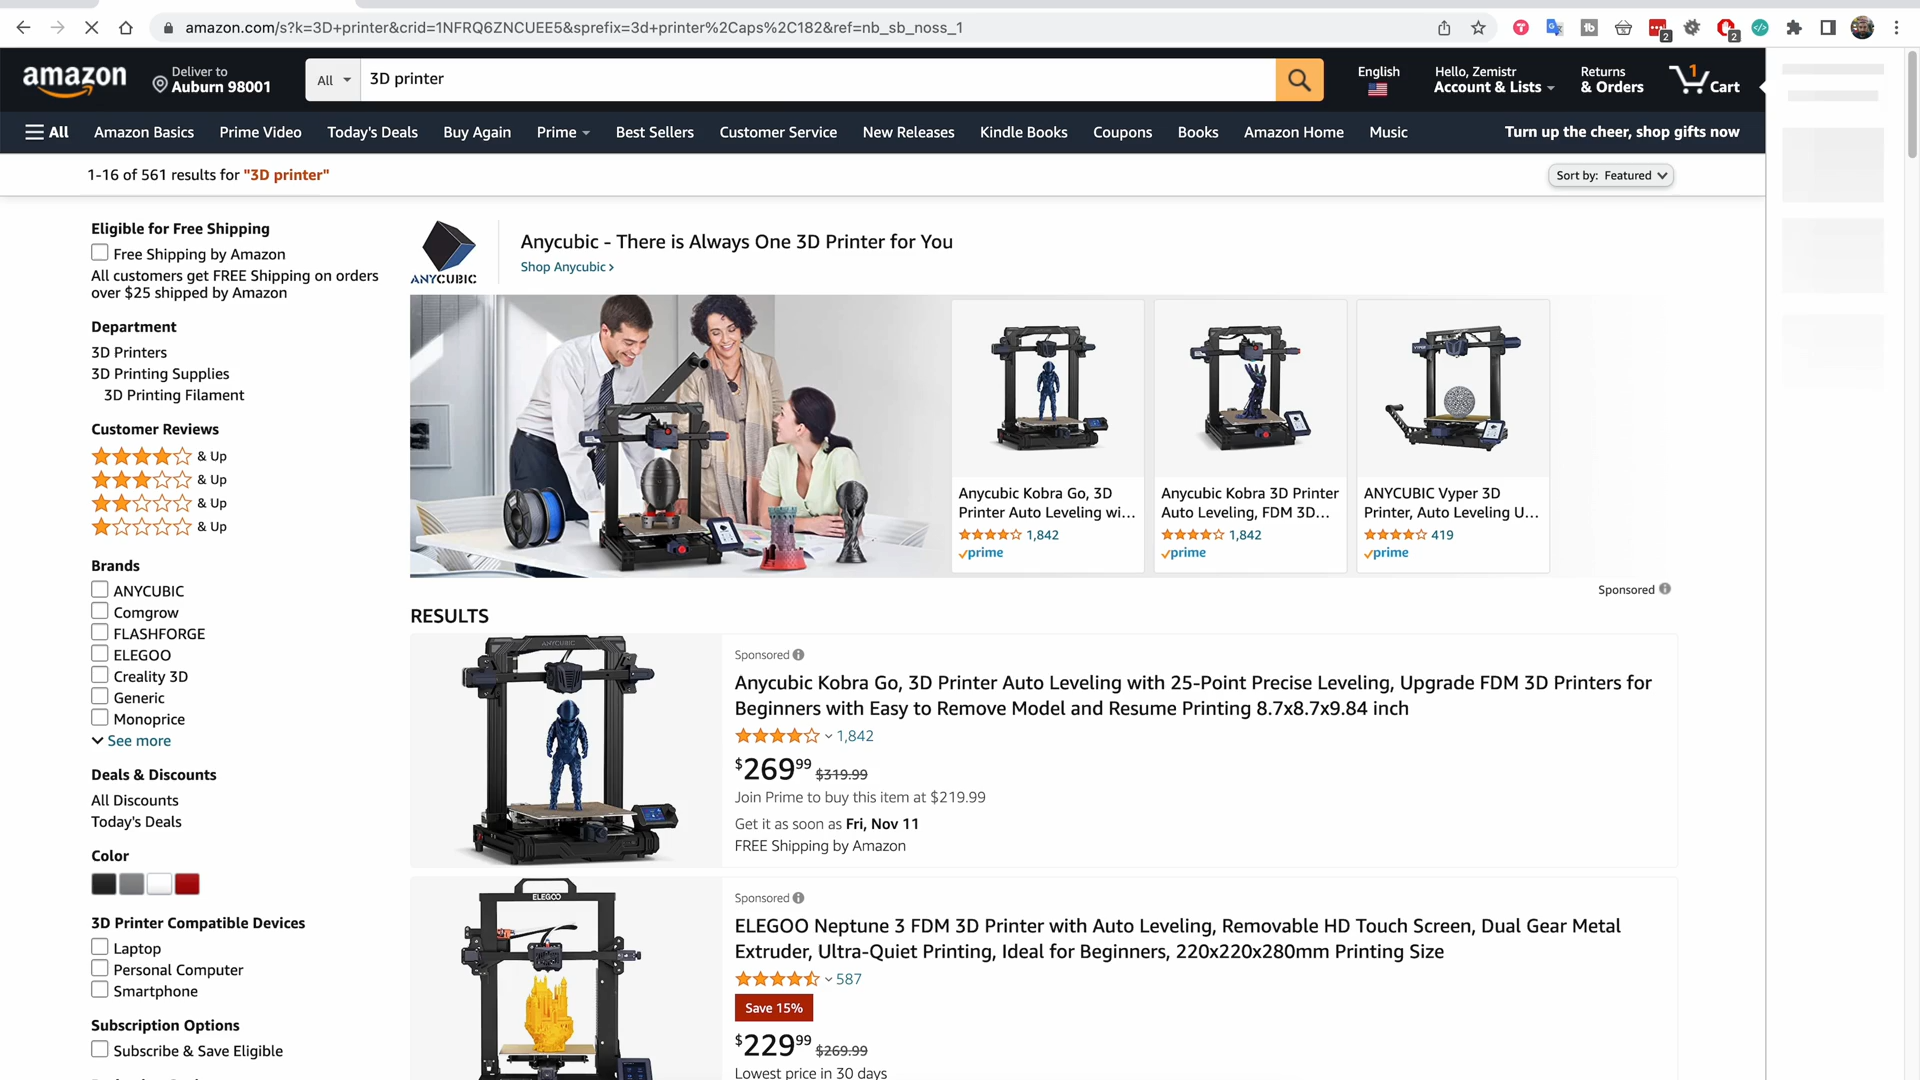 amazon.com/s?k=3D+printer&crid=1NFRQ6ZNCUEE5&sprefix=3d+printer%2Caps%2C182&ref=nb_sb_noss_1
2
2
amazon
Deliver to
Auburn 98001
All
3D printer
English
Hello, Zemistr
Account & Lists
Returns
& Orders
1
Cart
All
Amazon Basics
Prime Video
Today's Deals
Buy Again
Prime
Best Sellers
Customer Service
New Releases
Kindle Books
Coupons
Books
Amazon Home
Music
Turn up the cheer, shop gifts now
1-16 of 561 results for "3D printer"
Sort by: Featured
Eligible for Free Shipping
Free Shipping by Amazon
All customers get FREE Shipping on orders
over $25 shipped by Amazon
Department
3D Printers
3D Printing Supplies
3D Printing Filament
Customer Reviews
& Up
& Up
& Up
& Up
Brands
ANYCUBIC
Comgrow
FLASHFORGE
ELEGOO
Creality 3D
Generic
Monoprice
See more
Deals & Discounts
All Discounts
Today's Deals
Color
3D Printer Compatible Devices
Laptop
Personal Computer
Smartphone
Subscription Options
Subscribe & Save Eligible
ANYCUBIC
Anycubic - There is Always One 3D Printer for You
Shop Anycubic ›
Anycubic Kobra Go, 3D
Printer Auto Leveling wi...
1,842
prime
Anycubic Kobra 3D Printer
Auto Leveling, FDM 3D...
1,842
prime
ANYCUBIC Vyper 3D
Printer, Auto Leveling U...
419
prime
Sponsored
RESULTS
ANYCUBIC
Sponsored
Anycubic Kobra Go, 3D Printer Auto Leveling with 25-Point Precise Leveling, Upgrade FDM 3D Printers for
Beginners with Easy to Remove Model and Resume Printing 8.7x8.7x9.84 inch
1,842
$269.99 $319.99
Join Prime to buy this item at $219.99
Get it as soon as Fri, Nov 11
FREE Shipping by Amazon
ELEGOO
Sponsored
ELEGOO Neptune 3 FDM 3D Printer with Auto Leveling, Removable HD Touch Screen, Dual Gear Metal
Extruder, Ultra-Quiet Printing, Ideal for Beginners, 220x220x280mm Printing Size
587
Save 15%
$229.99 $269.99
Lowest price in 30 days